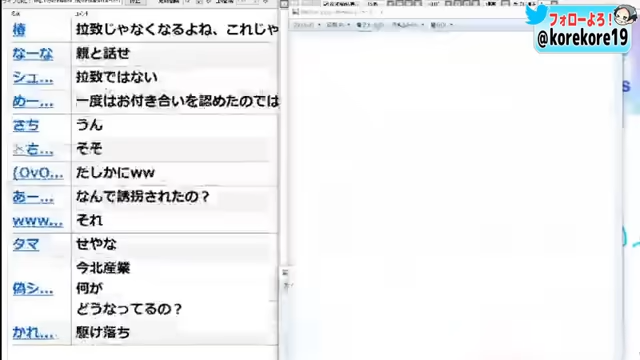 フォローよろ!
@korekore19
椿 拉致じゃなくなるよね、これじゃ
なーな 親と話せ
シュ... 拉致ではない
めー... 一度はお付き合いを認めたのでは
さち うん
右... そそ
(OvO... たしかにww
あー... なんで誘拐されたの?
www... それ
タマ せやな
今北産業
偽シ... 何が
どうなってるの?
かれ... 駆け落ち